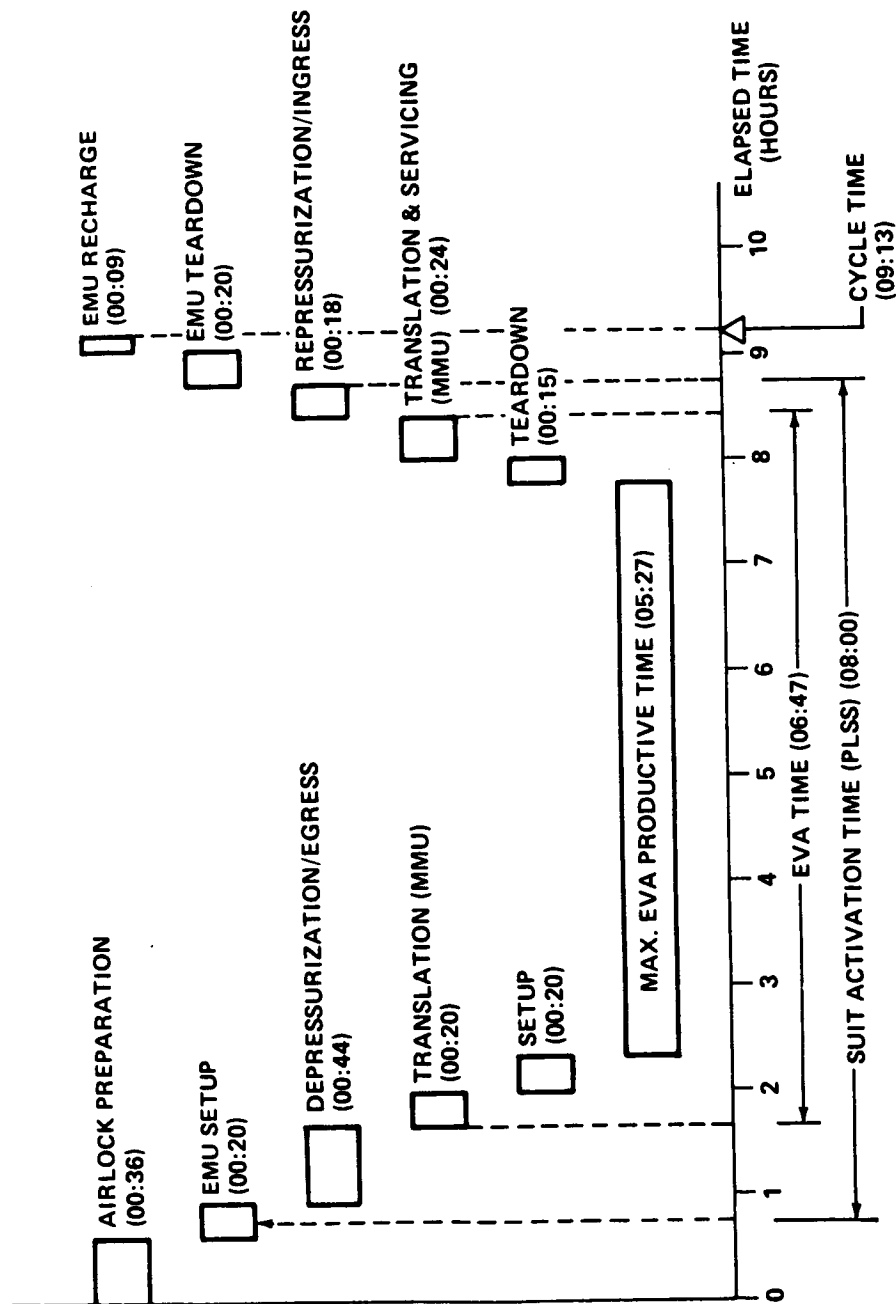 AIRLOCK PREPARATION
(00:36)
EMU SETUP
(00:20)
DEPRESSURIZATION/EGRESS
(00:44)
TRANSLATION (MMU)
(00:20)
SETUP
(00:20)
MAX. EVA PRODUCTIVE TIME (05:27)
EMU RECHARGE
(00:09)
EMU TEARDOWN
(00:20)
REPRESSURIZATION/INGRESS
(00:18)
TRANSLATION & SERVICING
(MMU) (00:24)
TEARDOWN
(00:15)
0 1 2 3 4 5 6 7 8 9 10
ELAPSED TIME
(HOURS)
EVA TIME (06:47)
SUIT ACTIVATION TIME (PLSS) (08:00)
CYCLE TIME
(09:13)